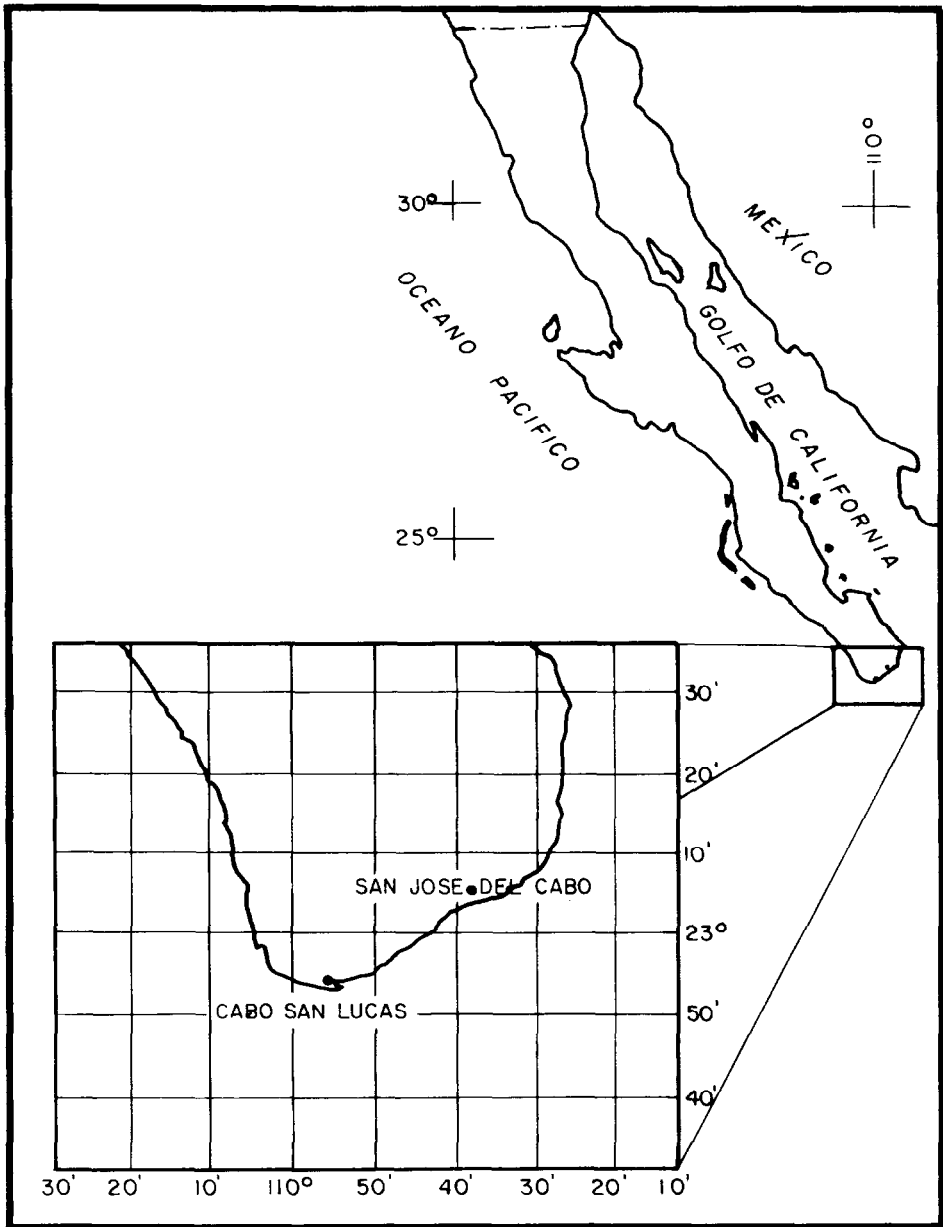 110°
30°
MEXICO
OCEANO PACIFICO
GOLFO DE CALIFORNIA
25°
30'
20'
10'
SAN JOSE DEL CABO
23°
CABO SAN LUCAS
50'
40'
30' 20' 10' 110° 50' 40' 30' 20' 10'